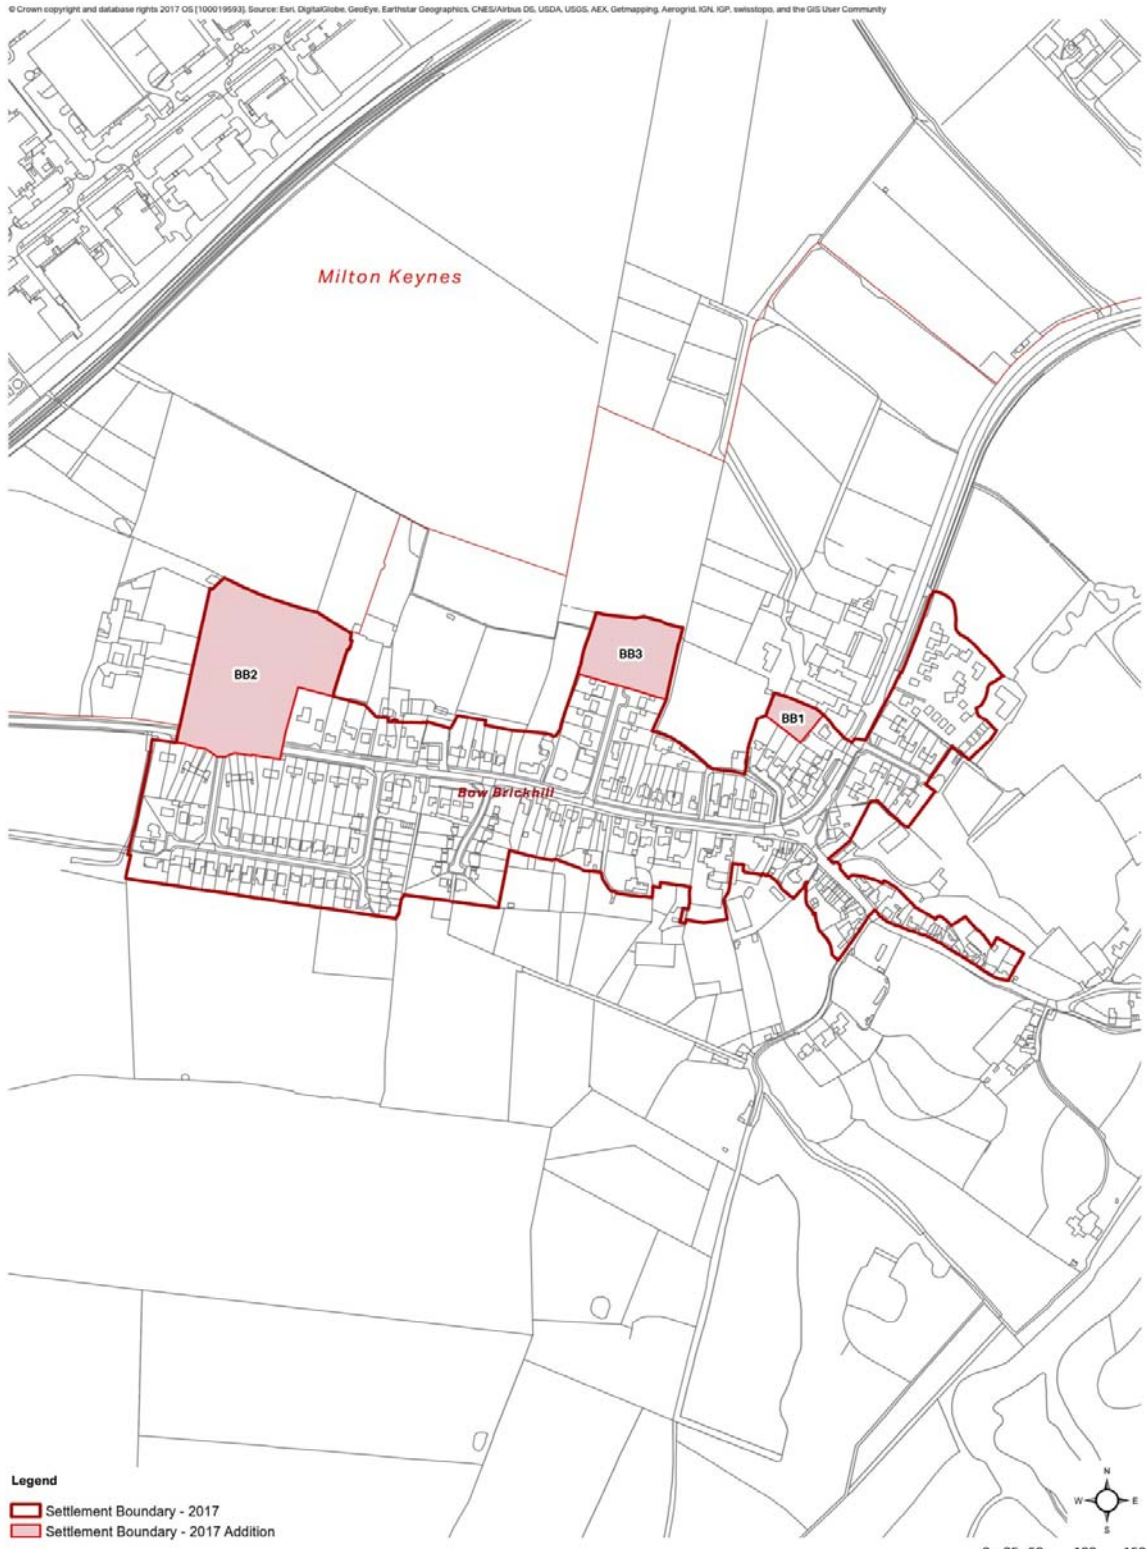 © Crown copyright and database rights 2017 OS [100019593]. Source: Esri, DigitalGlobe, GeoEye, Earthstar Geographics, CNES/Airbus DS, USDA, USGS, AEX, Getmapping, Aerogrid, IGN, IGP, swisstopo, and the GIS User Community
Milton Keynes
BB3
BB2
BB1
Bow Brickhill
Legend
Settlement Boundary - 2017
Settlement Boundary - 2017 Addition
N
W E
S